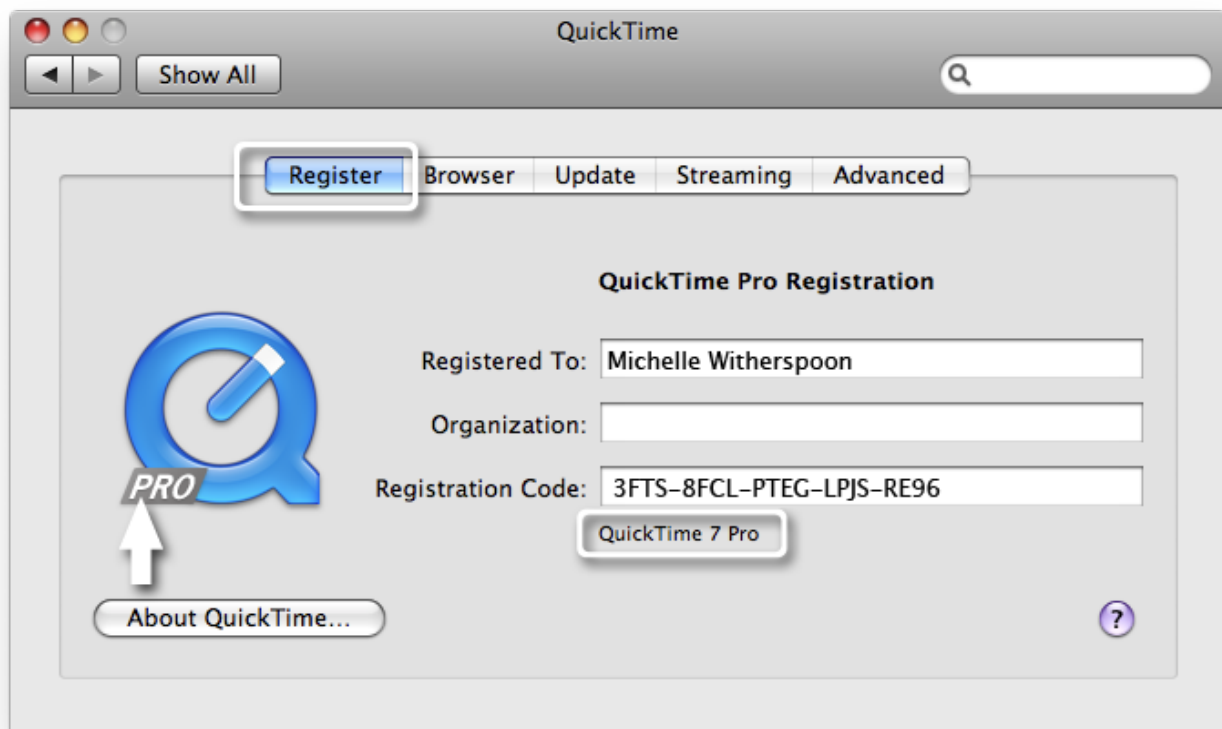 QuickTime
Show All
Register Browser Update Streaming Advanced
QuickTime Pro Registration
Registered To: Michelle Witherspoon
Organization:
PRO
Registration Code: 3FTS-8FCL-PTEG-LPJS-RE96
QuickTime 7 Pro
About QuickTime...
?